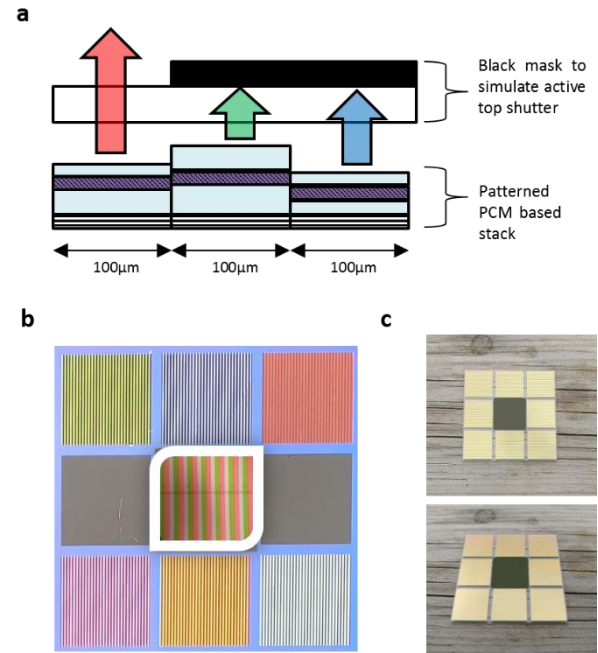 a
Black mask to
simulate active
top shutter
Patterned
PCM based
stack
100µm
100µm
100µm
b
c